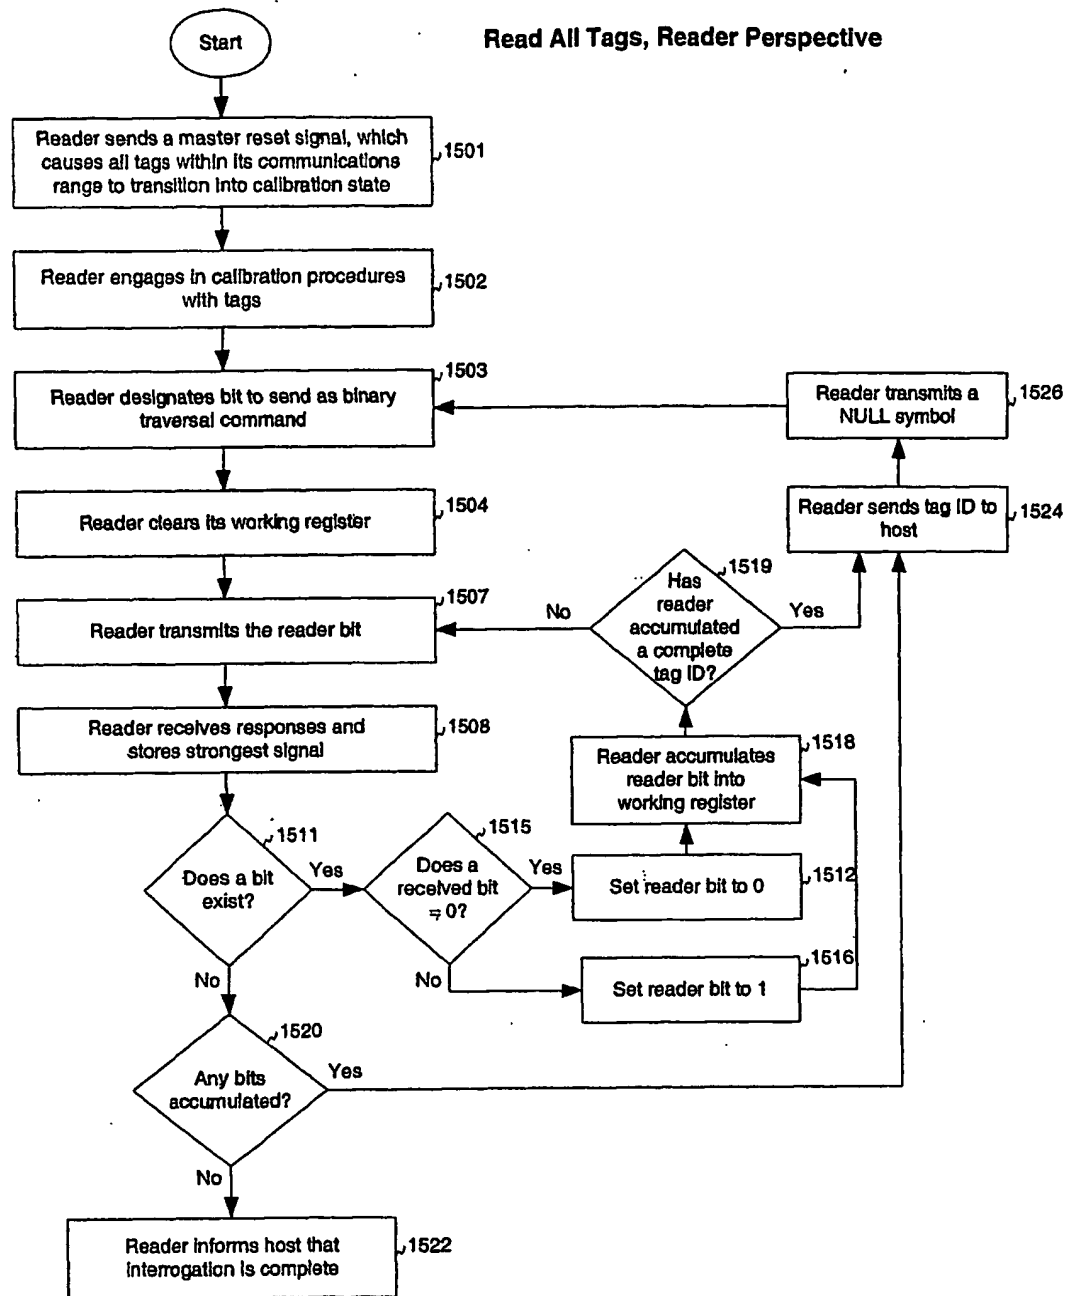 Start
Read All Tags, Reader Perspective
Reader sends a master reset signal, which
causes all tags within its communications
range to transition into calibration state
1501
Reader engages in calibration procedures
with tags
1502
Reader designates bit to send as binary
traversal command
1503
Reader transmits a
NULL symbol
1526
Reader clears its working register
1504
Reader sends tag ID to
host
1524
Reader transmits the reader bit
1507
No
Has
reader
accumulated
a complete
tag ID?
1519
Yes
Reader receives responses and
stores strongest signal
1508
Reader accumulates
reader bit into
working register
1518
Does a bit
exist?
1511
Yes
Does a
received bit
= 0?
1515
Yes
Set reader bit to 0
1512
No
No
Set reader bit to 1
1516
Any bits
accumulated?
1520
Yes
No
Reader informs host that
interrogation is complete
1522